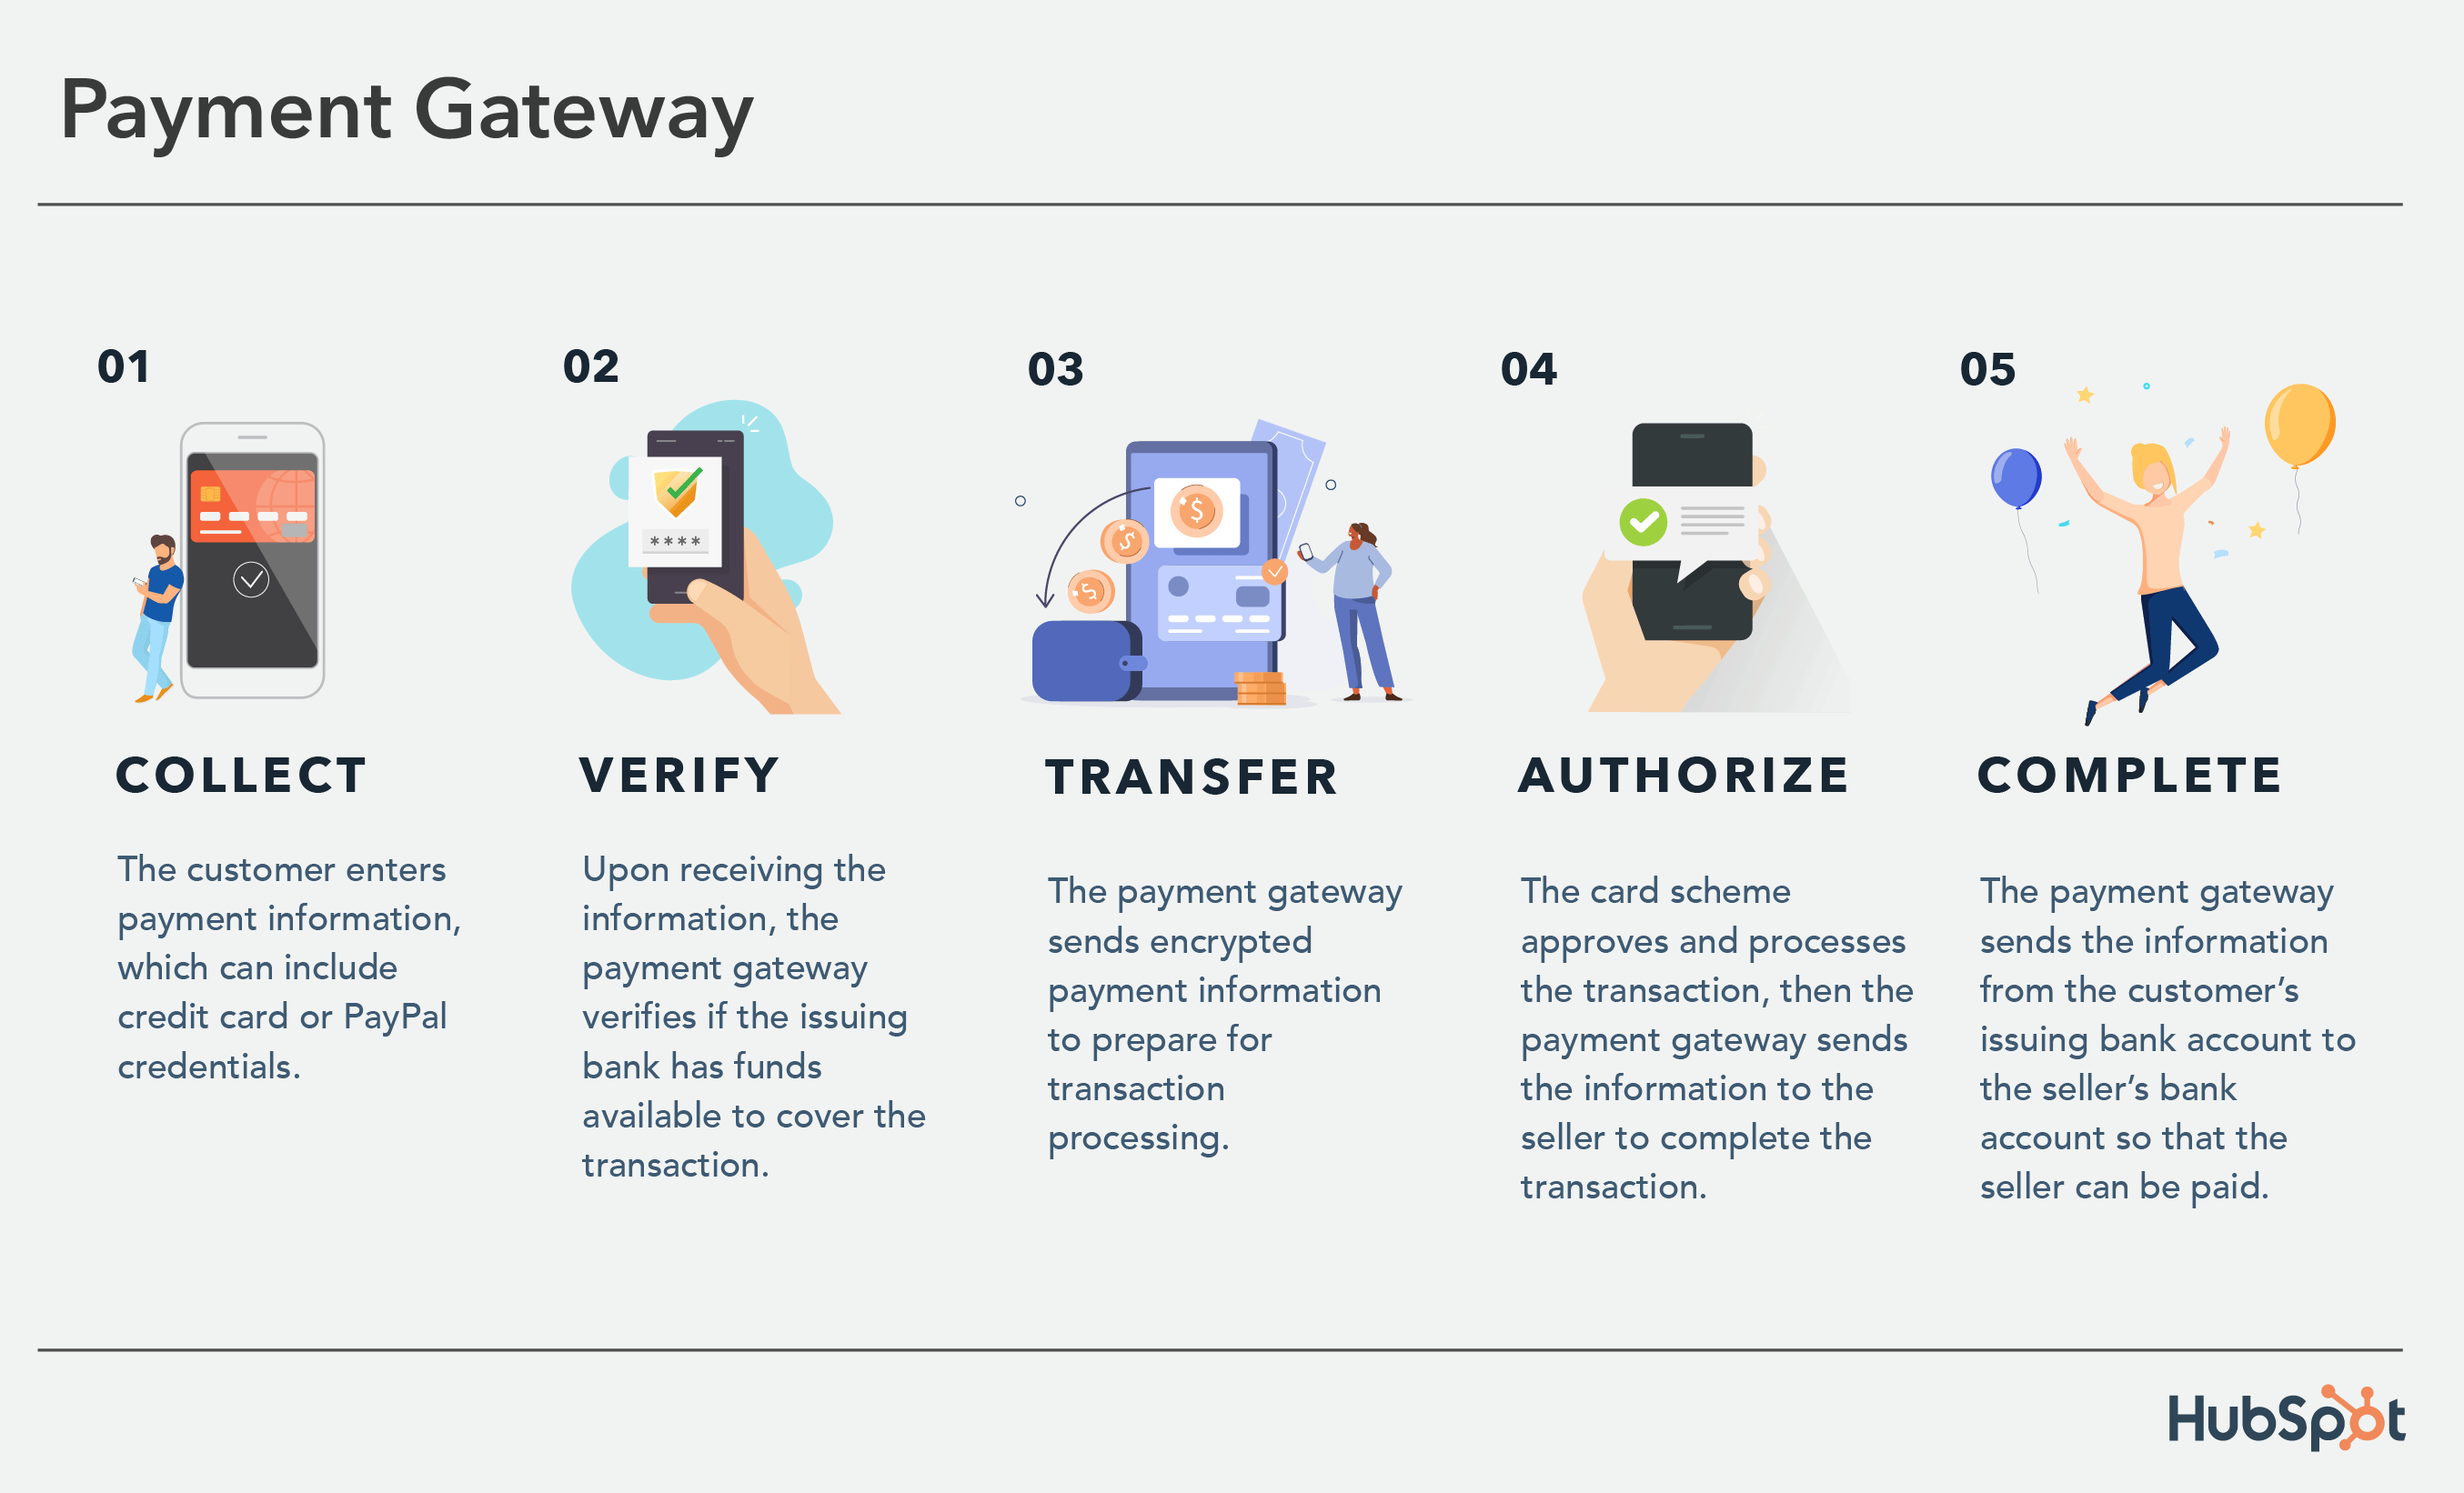 Payment Gateway
01
COLLECT
The customer enters
payment information,
which can include
credit card or PayPal
credentials.
02
****
VERIFY
Upon receiving the
information, the
payment gateway
verifies if the issuing
bank has funds
available to cover the
transaction.
03
$
$
$
TRANSFER
The payment gateway
sends encrypted
payment information
to prepare for
transaction
processing.
04
AUTHORIZE
The card scheme
approves and processes
the transaction, then the
payment gateway sends
the information to the
seller to complete the
transaction.
05
COMPLETE
The payment gateway
sends the information
from the customer’s
issuing bank account to
the seller’s bank
account so that the
seller can be paid.
HubSpot